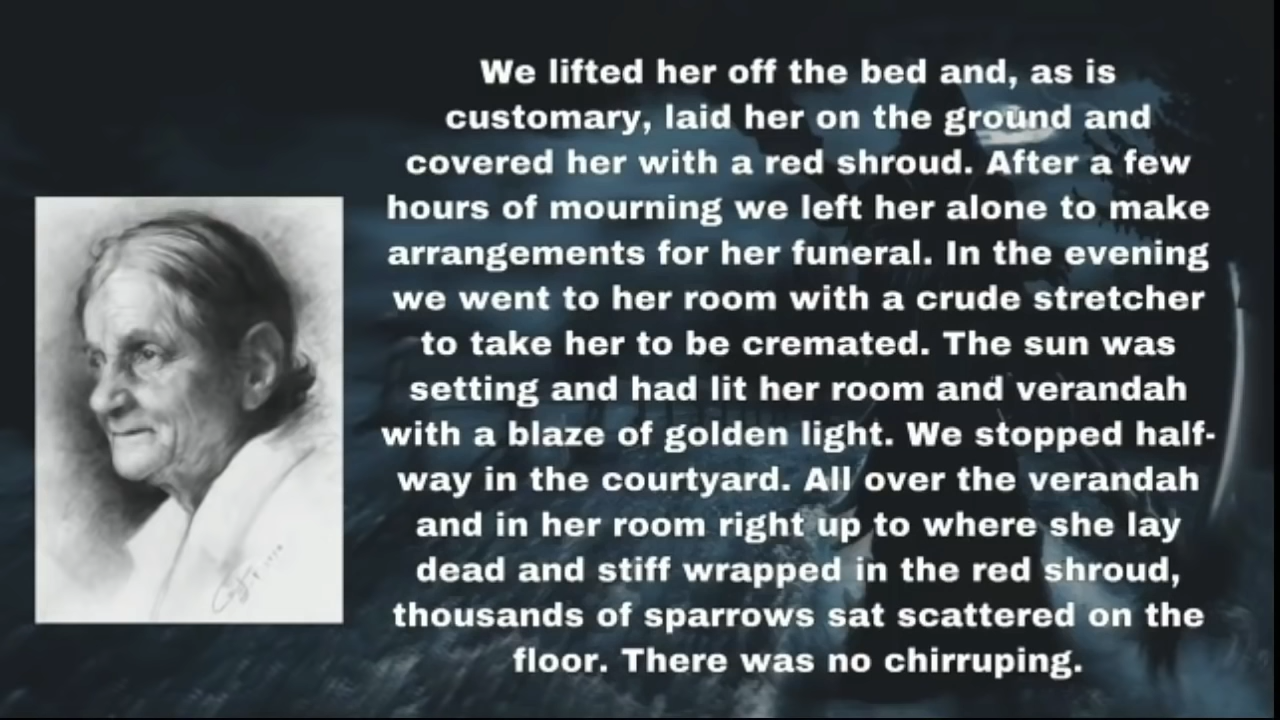 We lifted her off the bed and, as is
customary, laid her on the ground and
covered her with a red shroud. After a few
hours of mourning we left her alone to make
arrangements for her funeral. In the evening
we went to her room with a crude stretcher
to take her to be cremated. The sun was
setting and had lit her room and verandah
with a blaze of golden light. We stopped half-
way in the courtyard. All over the verandah
and in her room right up to where she lay
dead and stiff wrapped in the red shroud,
thousands of sparrows sat scattered on the
floor. There was no chirruping.